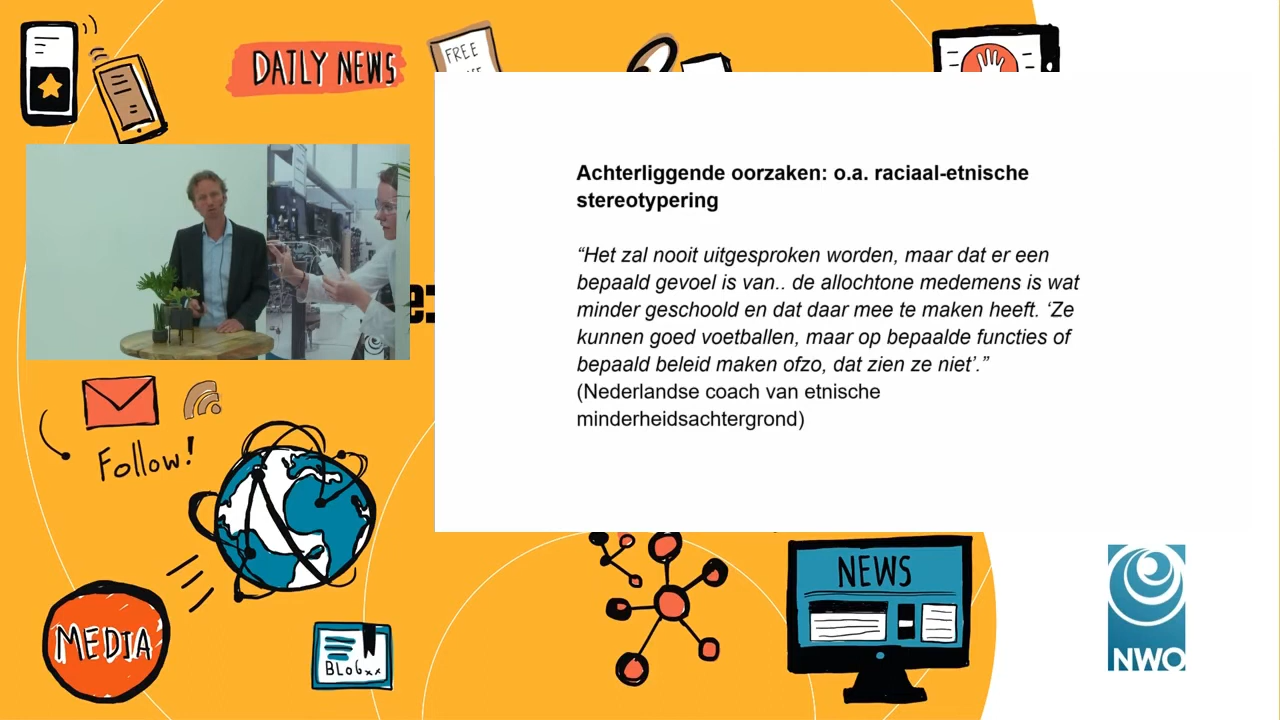 DAILY NEWS
FREE
Achterliggende oorzaken: o.a. raciaal-etnische
stereotypering
“Het zal nooit uitgesproken worden, maar dat er een
bepaald gevoel is van.. de allochtone medemens is wat
minder geschoold en dat daar mee te maken heeft. ‘Ze
kunnen goed voetballen, maar op bepaalde functies of
bepaald beleid maken ofzo, dat zien ze niet’.”
(Nederlandse coach van etnische
minderheidsachtergrond)
Follow!
MEDIA
BLOG
NEWS
NWO